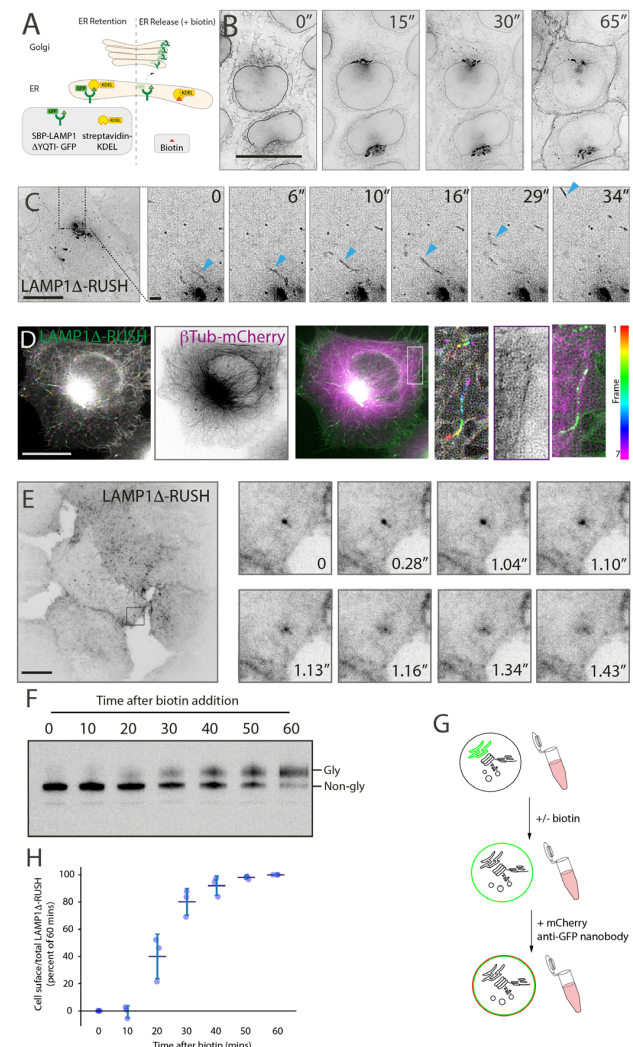 A
ER Retention
ER Release (+ biotin)
Golgi
ER
GFP
KDEL
KDEL
GFP
KDEL
SBP-LAMP1
ΔYQTI- GFP
streptavidin-
KDEL
Biotin
B
0”
15”
30”
65”
C
LAMP1Δ-RUSH
0
6”
10”
16”
29”
34”
D
LAMP1Δ-RUSH
βTub-mCherry
1
Frame
7
E
LAMP1Δ-RUSH
0
0.28”
1.04”
1.10”
1.13”
1.16”
1.34”
1.43”
F
Time after biotin addition
0 10 20 30 40 50 60
Gly
Non-gly
G
+/- biotin
+ mCherry
anti-GFP nanobody
H
Cell suface/total LAMP1Δ-RUSH
(percent of 60 mins)
100
80
60
40
20
0
0 10 20 30 40 50 60
Time after biotin (mins)